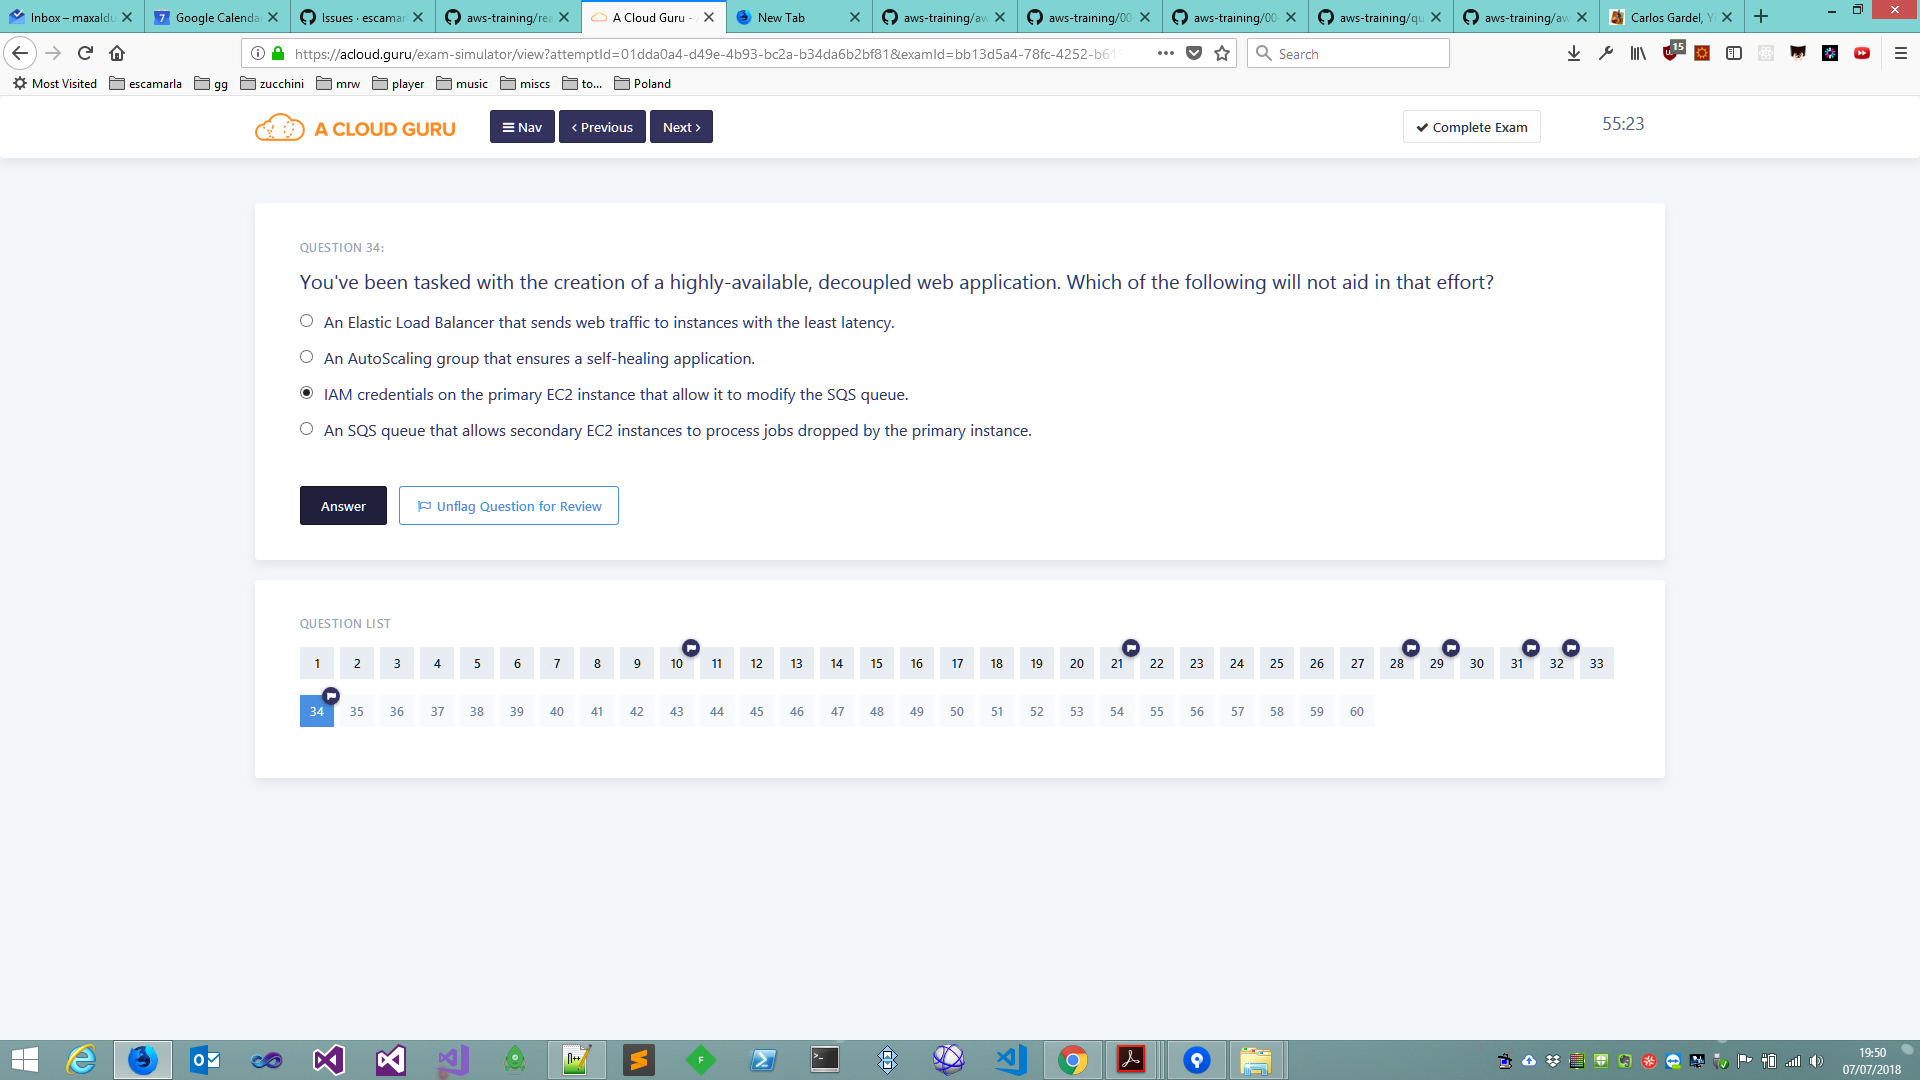 Inbox – maxaldu
Google Calenda
Issues · escamar
aws-training/rea
A Cloud Guru -
New Tab
aws-training/aw
aws-training/00
aws-training/00
aws-training/qu
aws-training/aw
Carlos Gardel, Y
https://acloud.guru/exam-simulator/view?attemptId=01dda0a4-d49e-4b93-bc2a-b34da6b2bf81&examId=bb13d5a4-78fc-4252-b61
Search
15
Most Visited
escamarla
gg
zucchini
mrw
player
music
miscs
to...
Poland
A CLOUD GURU
Nav
Previous
Next
Complete Exam
55:23
QUESTION 34:
You've been tasked with the creation of a highly-available, decoupled web application. Which of the following will not aid in that effort?
An Elastic Load Balancer that sends web traffic to instances with the least latency.
An AutoScaling group that ensures a self-healing application.
IAM credentials on the primary EC2 instance that allow it to modify the SQS queue.
An SQS queue that allows secondary EC2 instances to process jobs dropped by the primary instance.
Answer
Unflag Question for Review
QUESTION LIST
1 2 3 4 5 6 7 8 9 10 11 12 13 14 15 16 17 18 19 20 21 22 23 24 25 26 27 28 29 30 31 32 33
34 35 36 37 38 39 40 41 42 43 44 45 46 47 48 49 50 51 52 53 54 55 56 57 58 59 60
19:50
07/07/2018